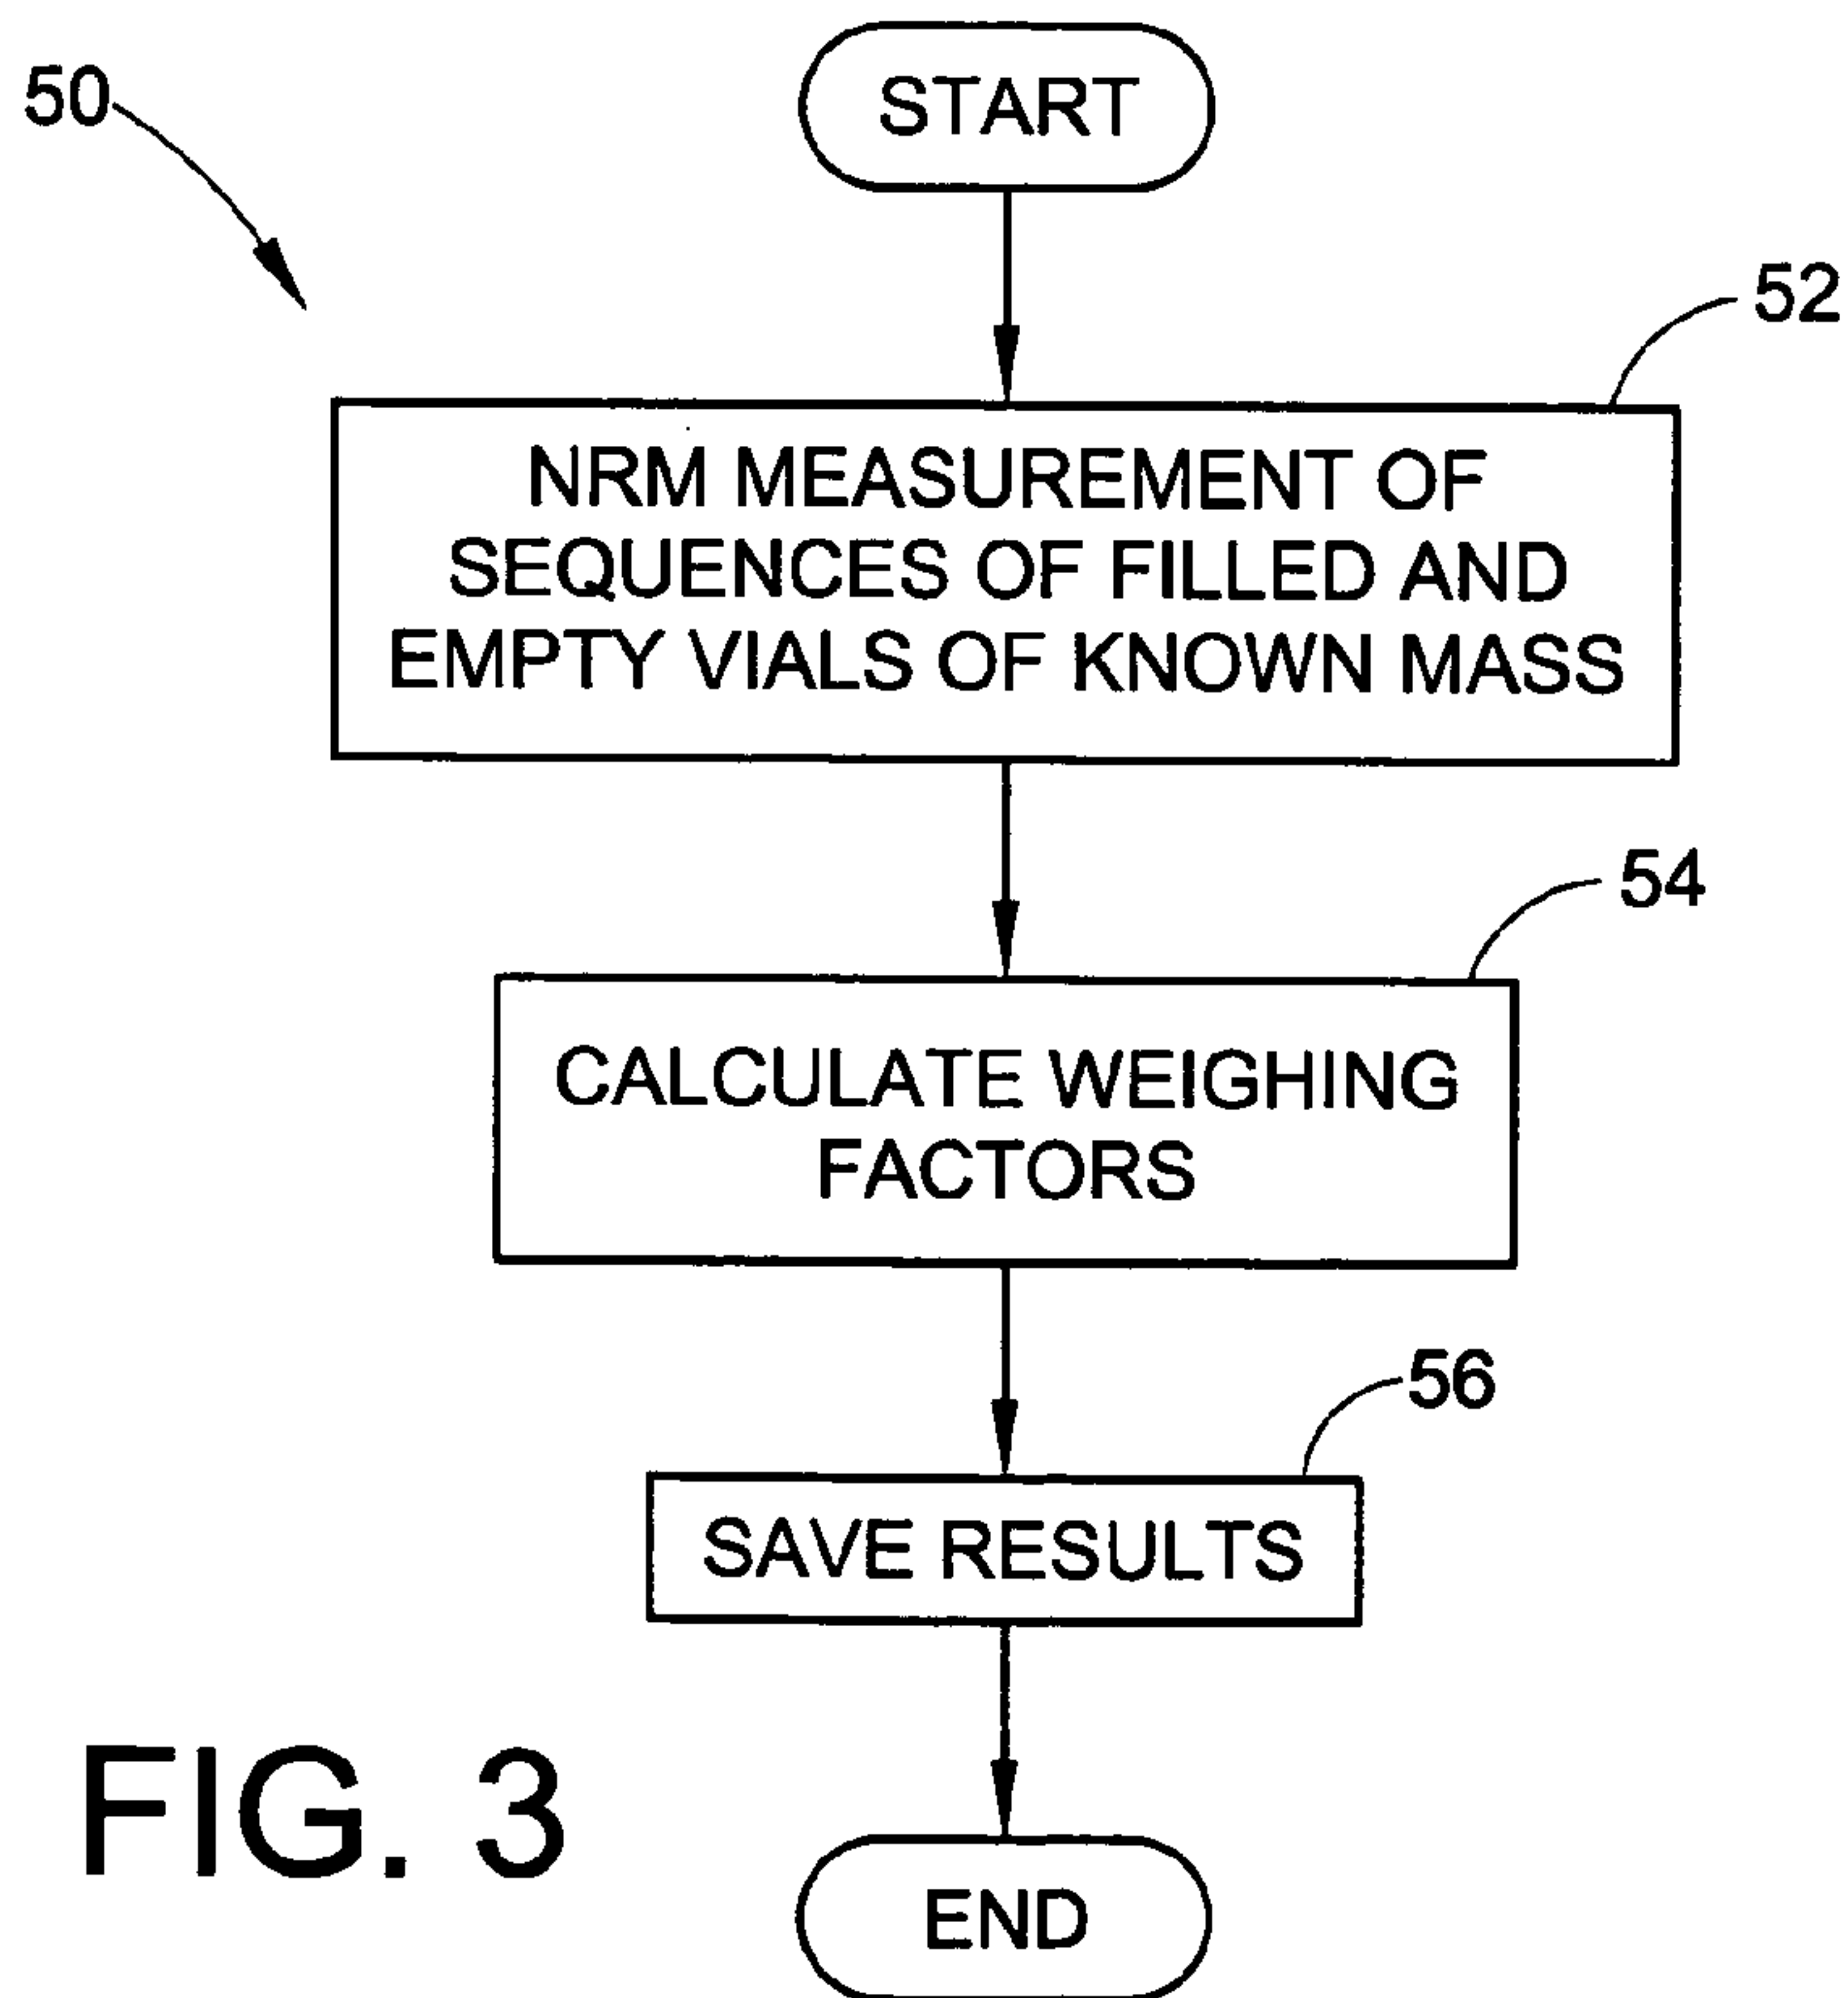 50
START
52
NRM MEASUREMENT OF
SEQUENCES OF FILLED AND
EMPTY VIALS OF KNOWN MASS
54
CALCULATE WEIGHING
FACTORS
56
SAVE RESULTS
FIG. 3
END